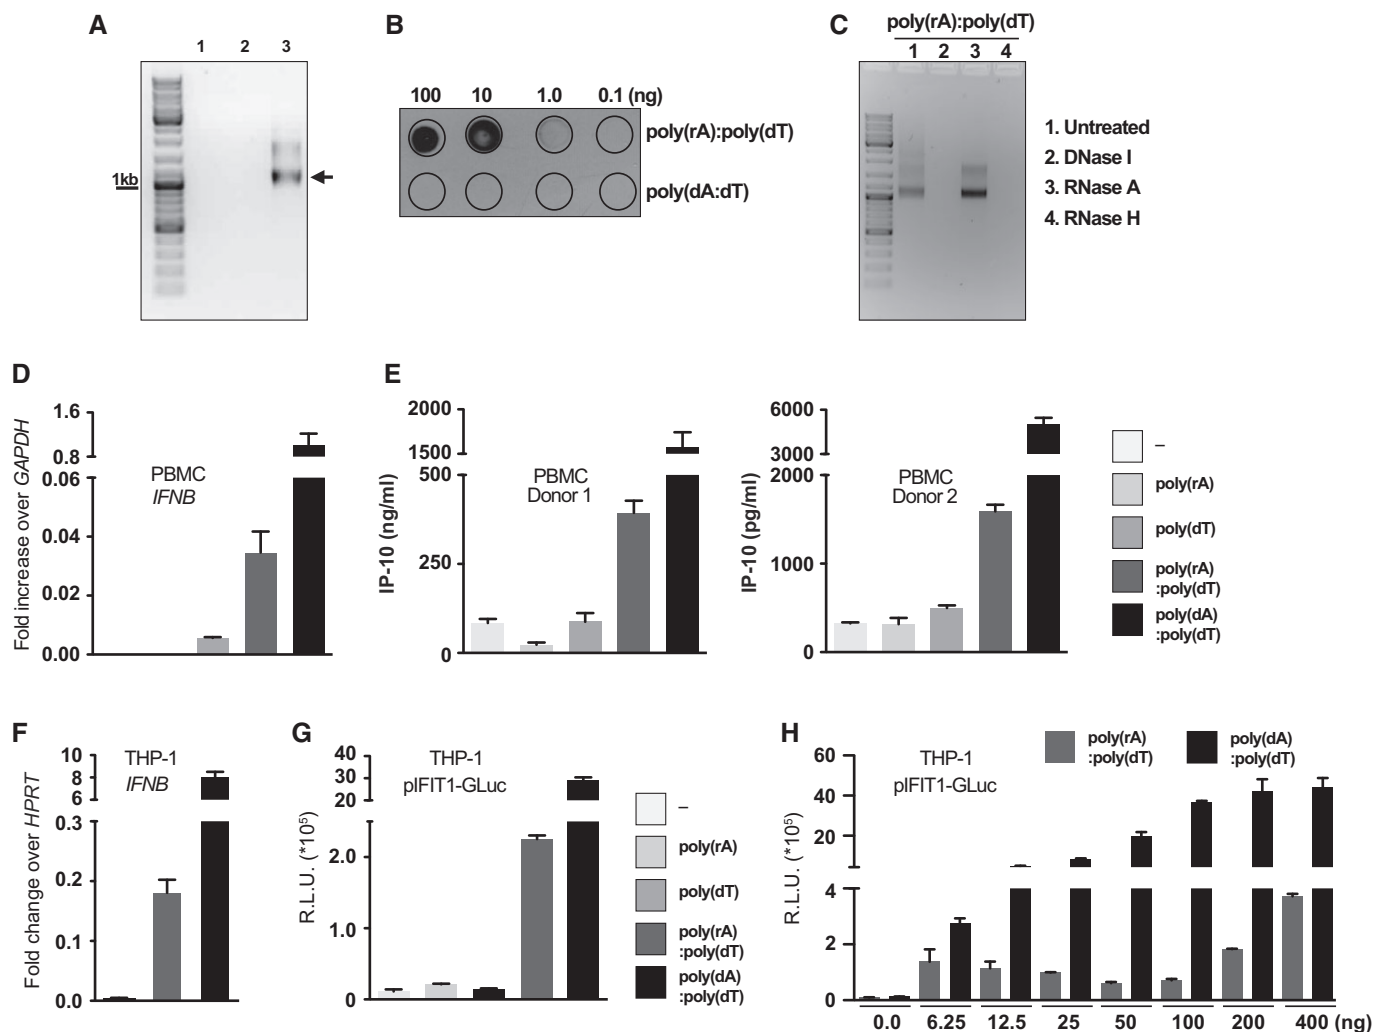 A
1 2 3
1kb
B
100 10 1.0 0.1 (ng)
poly(rA):poly(dT)
poly(dA:dT)
C
poly(rA):poly(dT)
1 2 3 4
1. Untreated
2. DNase I
3. RNase A
4. RNase H
D
Fold increase over GAPDH
1.6
0.8
0.06
0.04
0.02
0.00
PBMC
IFNB
E
IP-10 (ng/ml)
2000
1500
500
250
0
PBMC
Donor 1
IP-10 (pg/ml)
6000
3000
2000
1000
0
PBMC
Donor 2
–
poly(rA)
poly(dT)
poly(rA)
:poly(dT)
poly(dA)
:poly(dT)
F
Fold change over HPRT
10
8
6
0.3
0.2
0.1
0.0
THP-1
IFNB
G
R.L.U. (*10⁵)
40
30
20
2.0
1.0
0
THP-1
pIFIT1-GLuc
–
poly(rA)
poly(dT)
poly(rA)
:poly(dT)
poly(dA)
:poly(dT)
H
R.L.U. (*10⁵)
60
40
20
4
2
0
THP-1
pIFIT1-GLuc
poly(rA)
:poly(dT)
poly(dA)
:poly(dT)
0.0 6.25 12.5 25 50 100 200 400 (ng)